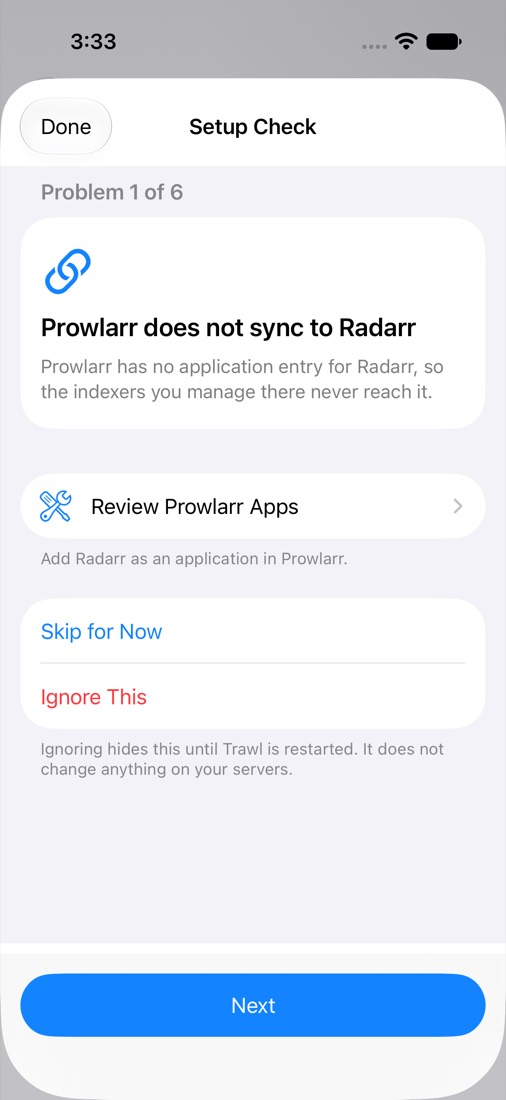 3:33
Done
Setup Check
Problem 1 of 6
Prowlarr does not sync to Radarr
Prowlarr has no application entry for Radarr, so
the indexers you manage there never reach it.
Review Prowlarr Apps
Add Radarr as an application in Prowlarr.
Skip for Now
Ignore This
Ignoring hides this until Trawl is restarted. It does not
change anything on your servers.
Next